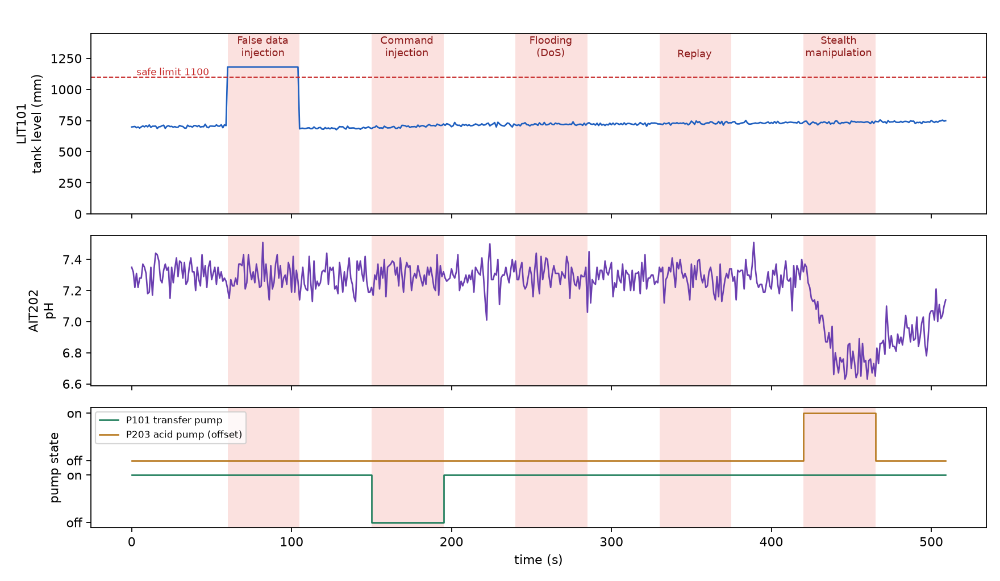 False data
injection
Command
injection
Flooding
(DoS)
Replay
Stealth
manipulation
safe limit 1100
LIT101
tank level (mm)
1250
1000
750
500
250
0
AIT202
pH
7.4
7.2
7.0
6.8
6.6
pump state
on
off
on
off
P101 transfer pump
P203 acid pump (offset)
0 100 200 300 400 500
time (s)